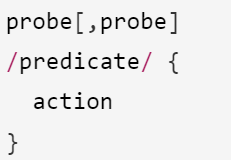 probe[,probe]
/predicate/ {
  action
}